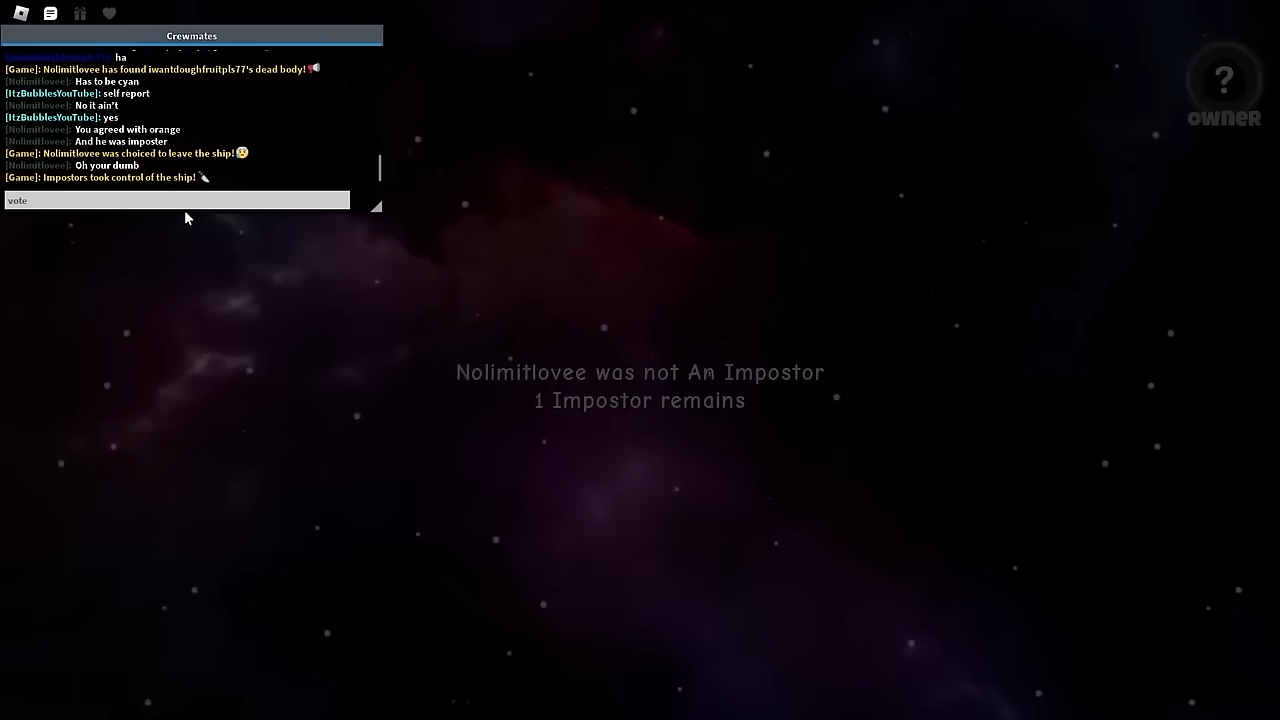 Crewmates
ha
[Game]: Nolimitlovee has found iwantdoughfruitpls77's dead body!📢
[Nolimitlovee]: Has to be cyan
[ItzBubblesYouTube]: self report
[Nolimitlovee]: No it ain't
[ItzBubblesYouTube]: yes
[Nolimitlovee]: You agreed with orange
[Nolimitlovee]: And he was imposter
[Game]: Nolimitlovee was choiced to leave the ship!😰
[Nolimitlovee]: Oh your dumb
[Game]: Impostors took control of the ship! 🔪
vote
?
OWNER
Nolimitlovee was not An Impostor
1 Impostor remains